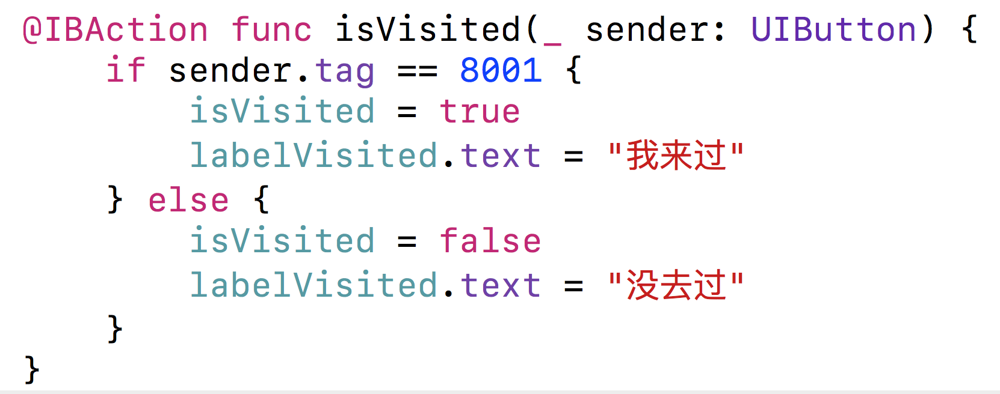 @IBAction func isVisited(_ sender: UIButton) {
    if sender.tag == 8001 {
        isVisited = true
        labelVisited.text = "我来过"
    } else {
        isVisited = false
        labelVisited.text = "没去过"
    }
}